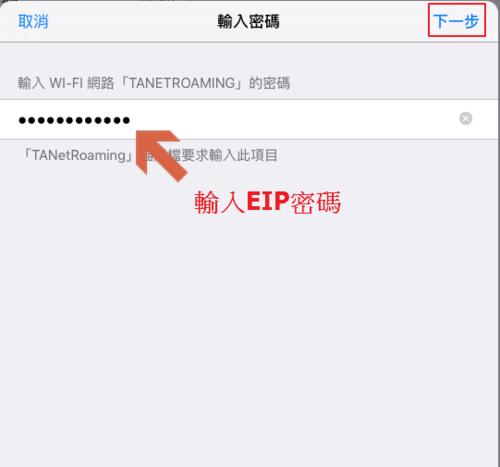 取消 輸入密碼 下一步
輸入 WI-FI 網路「TANETROAMING」的密碼
●●●●●●●●●●●●
「TANetRoaming」 檔要求輸入此項目
輸入EIP密碼